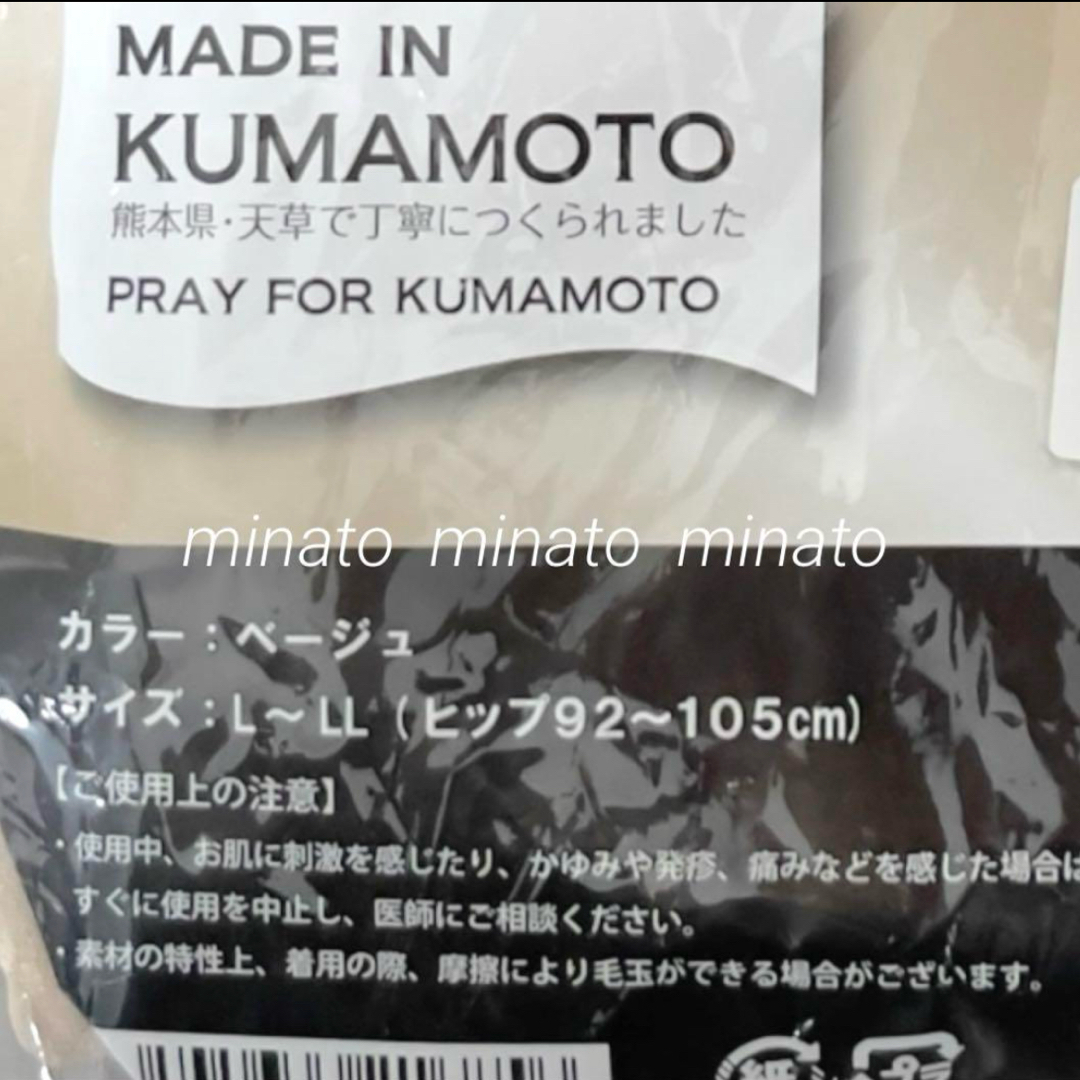 MADE IN
KUMAMOTO
熊本県・天草で丁寧につくられました
PRAY FOR KUMAMOTO
minato minato minato
カラー：ベージュ
サイズ：L～LL（ヒップ92～105cm）
【ご使用上の注意】
・使用中、お肌に刺激を感じたり、かゆみや発疹、痛みなどを感じた場合は
すぐに使用を中止し、医師にご相談ください。
・素材の特性上、着用の際、摩擦により毛玉ができる場合がございます。
紙